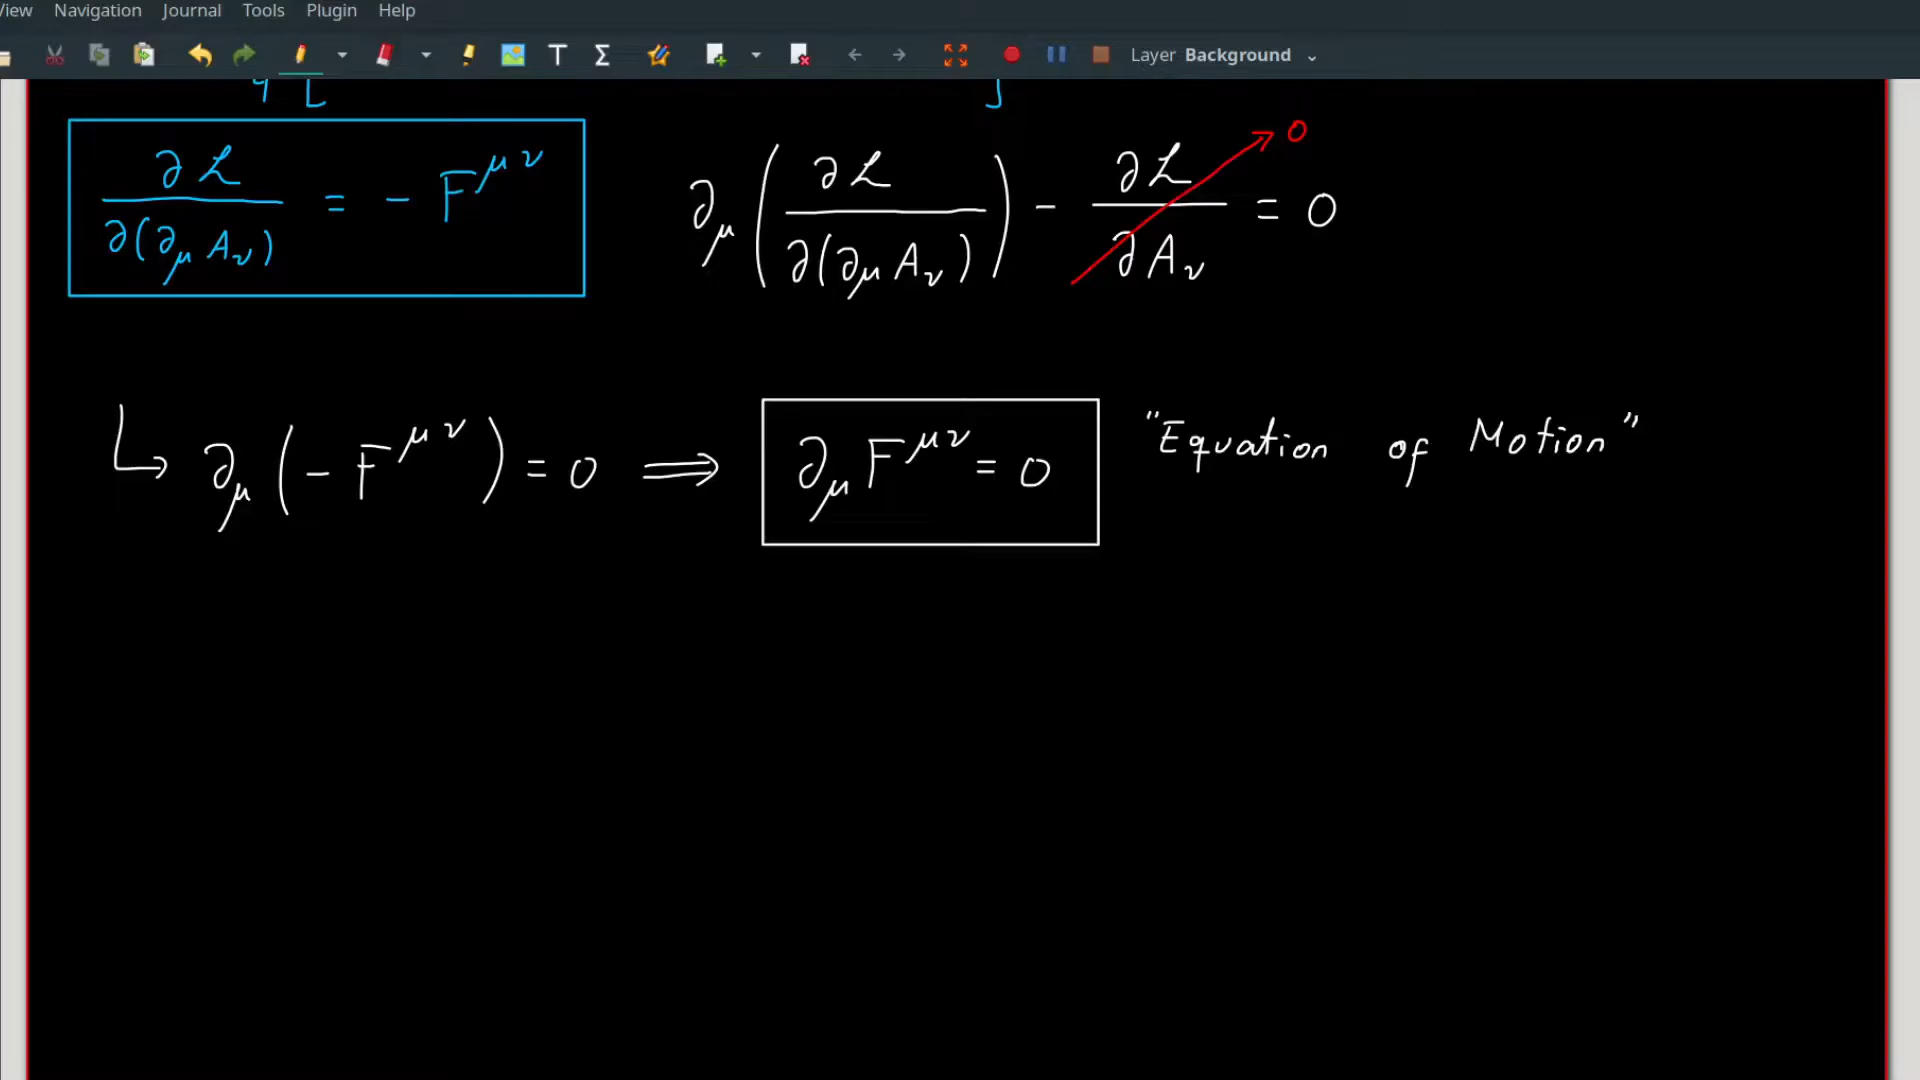 View Navigation Journal Tools Plugin Help
T Σ Layer Background
∂ℒ/∂(∂_μ A_ν) = - F^{μν}
∂_μ (∂ℒ/∂(∂_μ A_ν)) - ∂ℒ/∂A_ν = 0
0
∂_μ (- F^{μν}) = 0 ⟹ ∂_μ F^{μν} = 0 "Equation of Motion"